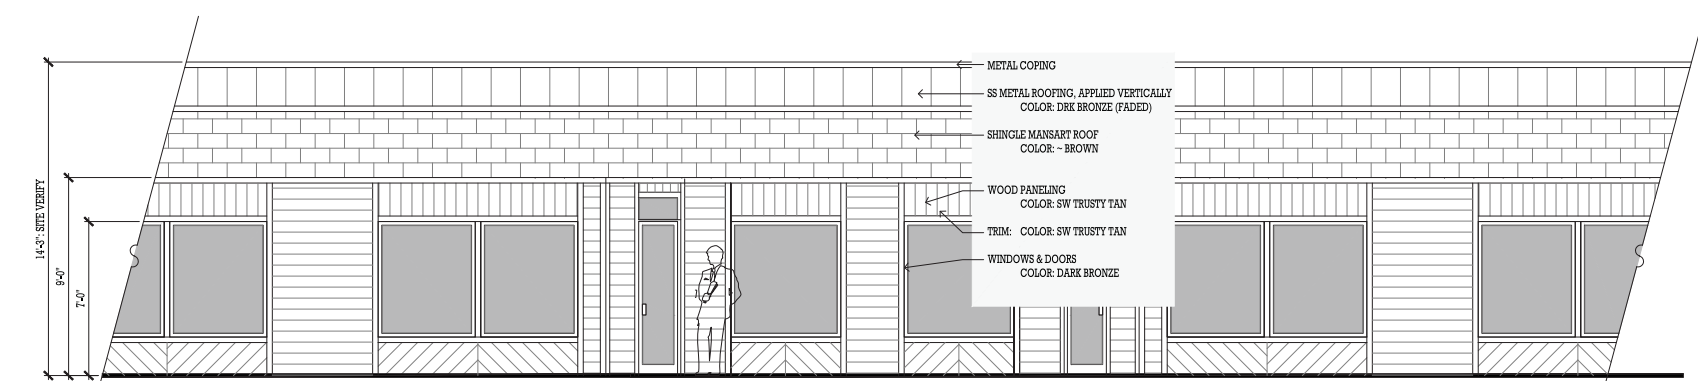 METAL COPING
SS METAL ROOFING, APPLIED VERTICALLY
COLOR: DRK BRONZE (FADED)
SHINGLE MANSART ROOF
COLOR: ~ BROWN
WOOD PANELING
COLOR: SW TRUSTY TAN
TRIM: COLOR: SW TRUSTY TAN
WINDOWS & DOORS
COLOR: DARK BRONZE
14'-3": SITE VERIFY
9'-0"
7'-0"